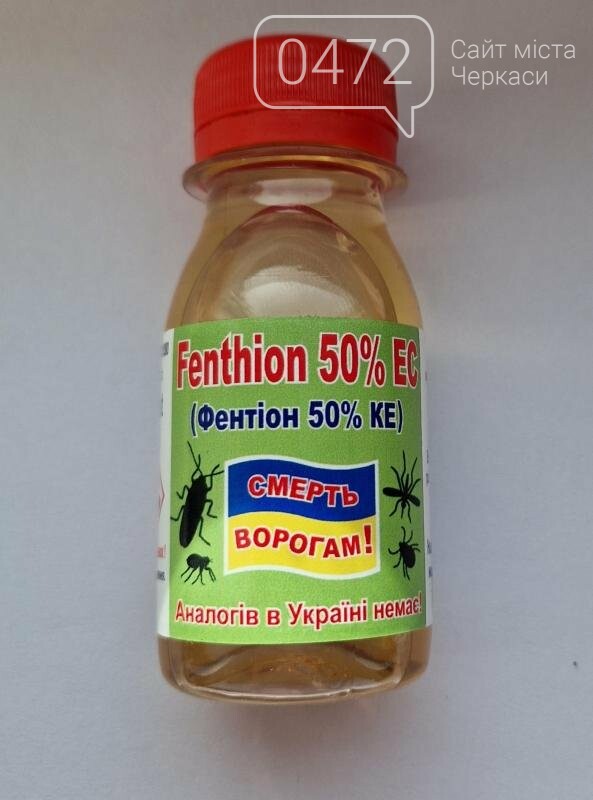 0472
Сайт міста
Черкаси
Fenthion 50% EC
(Фентіон 50% КЕ)
СМЕРТЬ
ВОРОГАМ!
Аналогів в Україні немає!